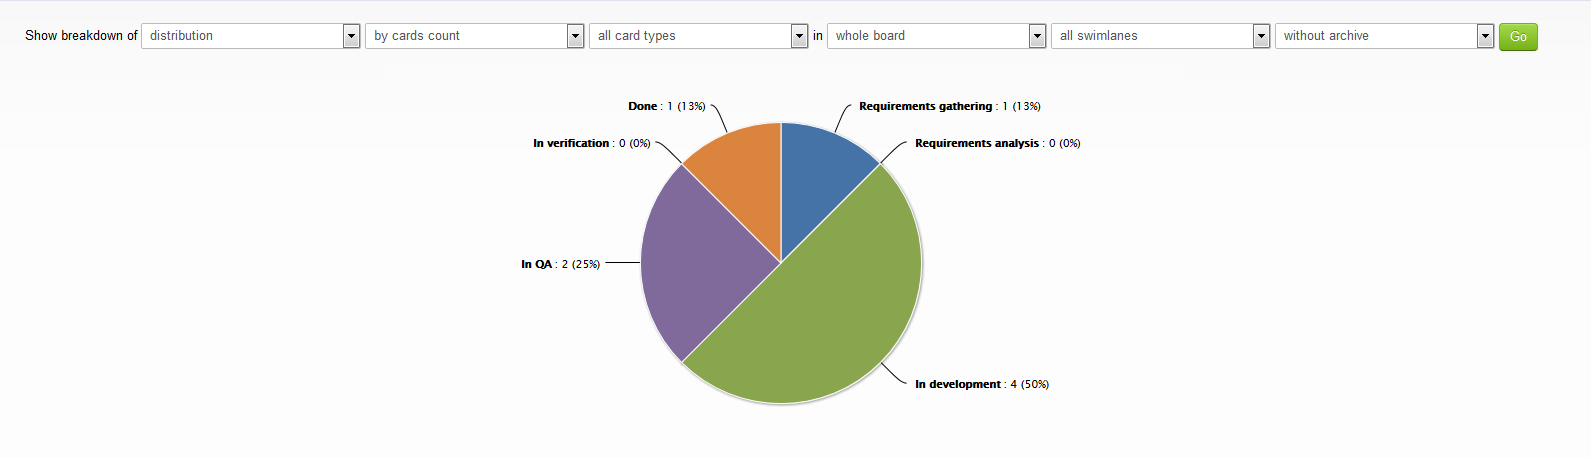 Show breakdown of distribution by cards count all card types in whole board all swimlanes without archive Go
Done : 1 (13%) Requirements gathering : 1 (13%)
In verification : 0 (0%) Requirements analysis : 0 (0%)
In QA : 2 (25%)
In development : 4 (50%)